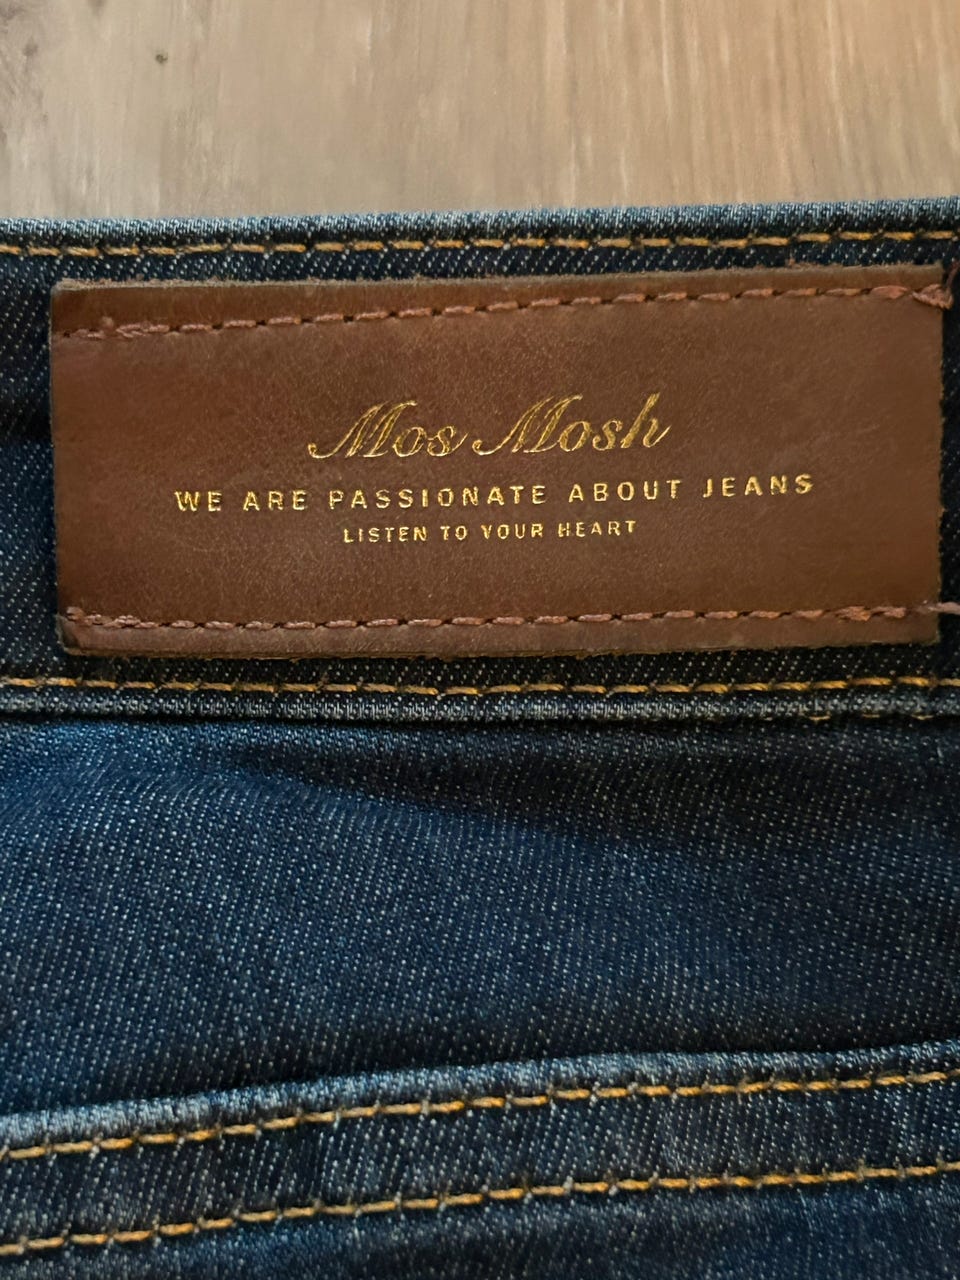 Mos Mosh
WE ARE PASSIONATE ABOUT JEANS
LISTEN TO YOUR HEART